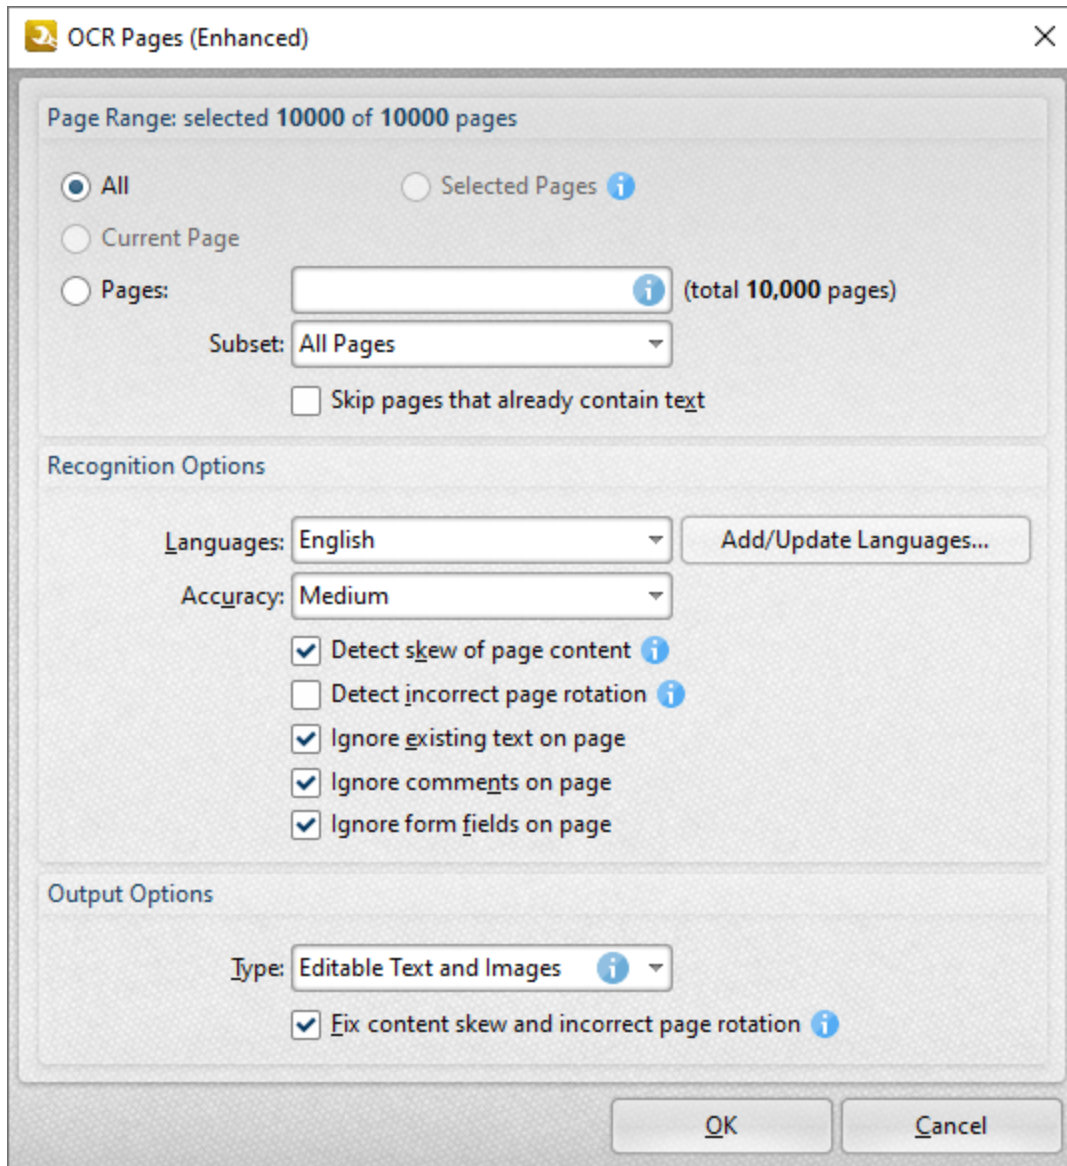 OCR Pages (Enhanced)
Page Range: selected 10000 of 10000 pages
All Selected Pages
Current Page
Pages: (total 10,000 pages)
Subset: All Pages
Skip pages that already contain text
Recognition Options
Languages: English Add/Update Languages...
Accuracy: Medium
Detect skew of page content
Detect incorrect page rotation
Ignore existing text on page
Ignore comments on page
Ignore form fields on page
Output Options
Type: Editable Text and Images
Fix content skew and incorrect page rotation
OK Cancel